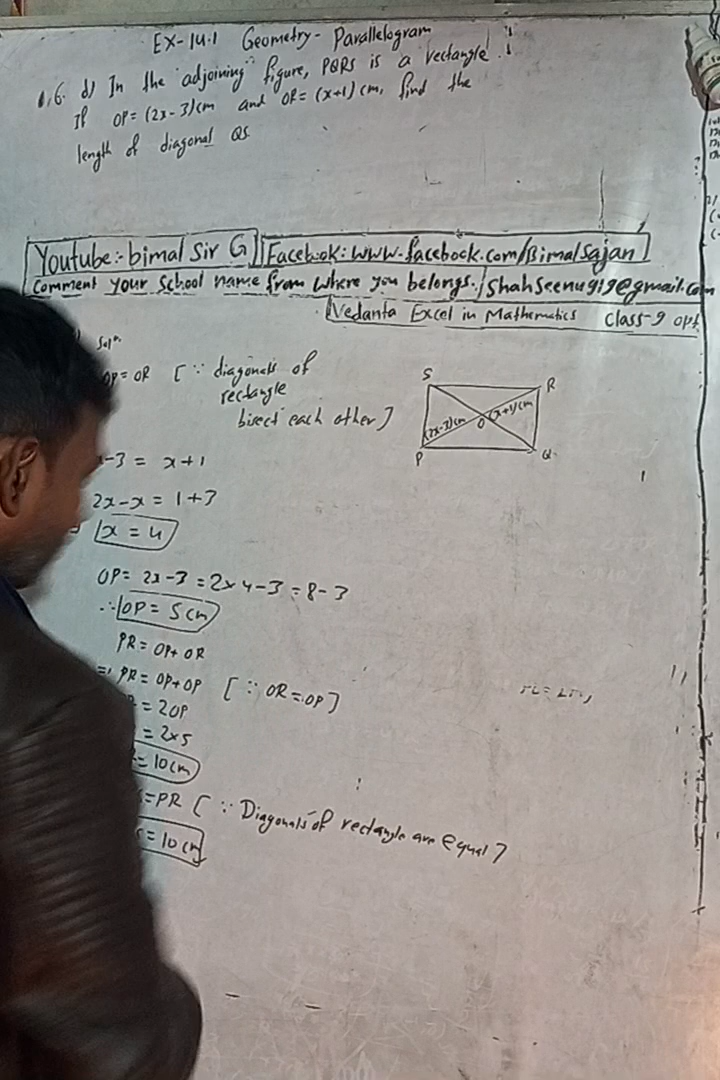 EX-14.1 Geometry- Parallelogram
6. d) In the adjoining figure, PQRS is a rectangle.
If OP = (2x-3)cm and OR = (x+1) cm, find the
length of diagonal QS.
Youtube:- bimal Sir G Facebook: www.facebook.com/Bimalsajan
Comment your School name from where you belongs. / Shahseenu919@gmail.com
Vedanta Excel in Mathematics Class-9 opt
Solⁿ.
OP = OR [∵ diagonals of
rectangle
bisect each other]
S R
(2x-3)cm O (x+1)cm
P Q
-3 = x+1
2x-x = 1+3
x = 4
OP = 2x-3 = 2x4-3 = 8-3
∴ OP = 5cm
PR = OP+OR
PR = OP+OP [∵ OR = OP]
= 2OP
= 2x5
= 10cm
=PR [∵ Diagonals of rectangle are equal]
= 10cm